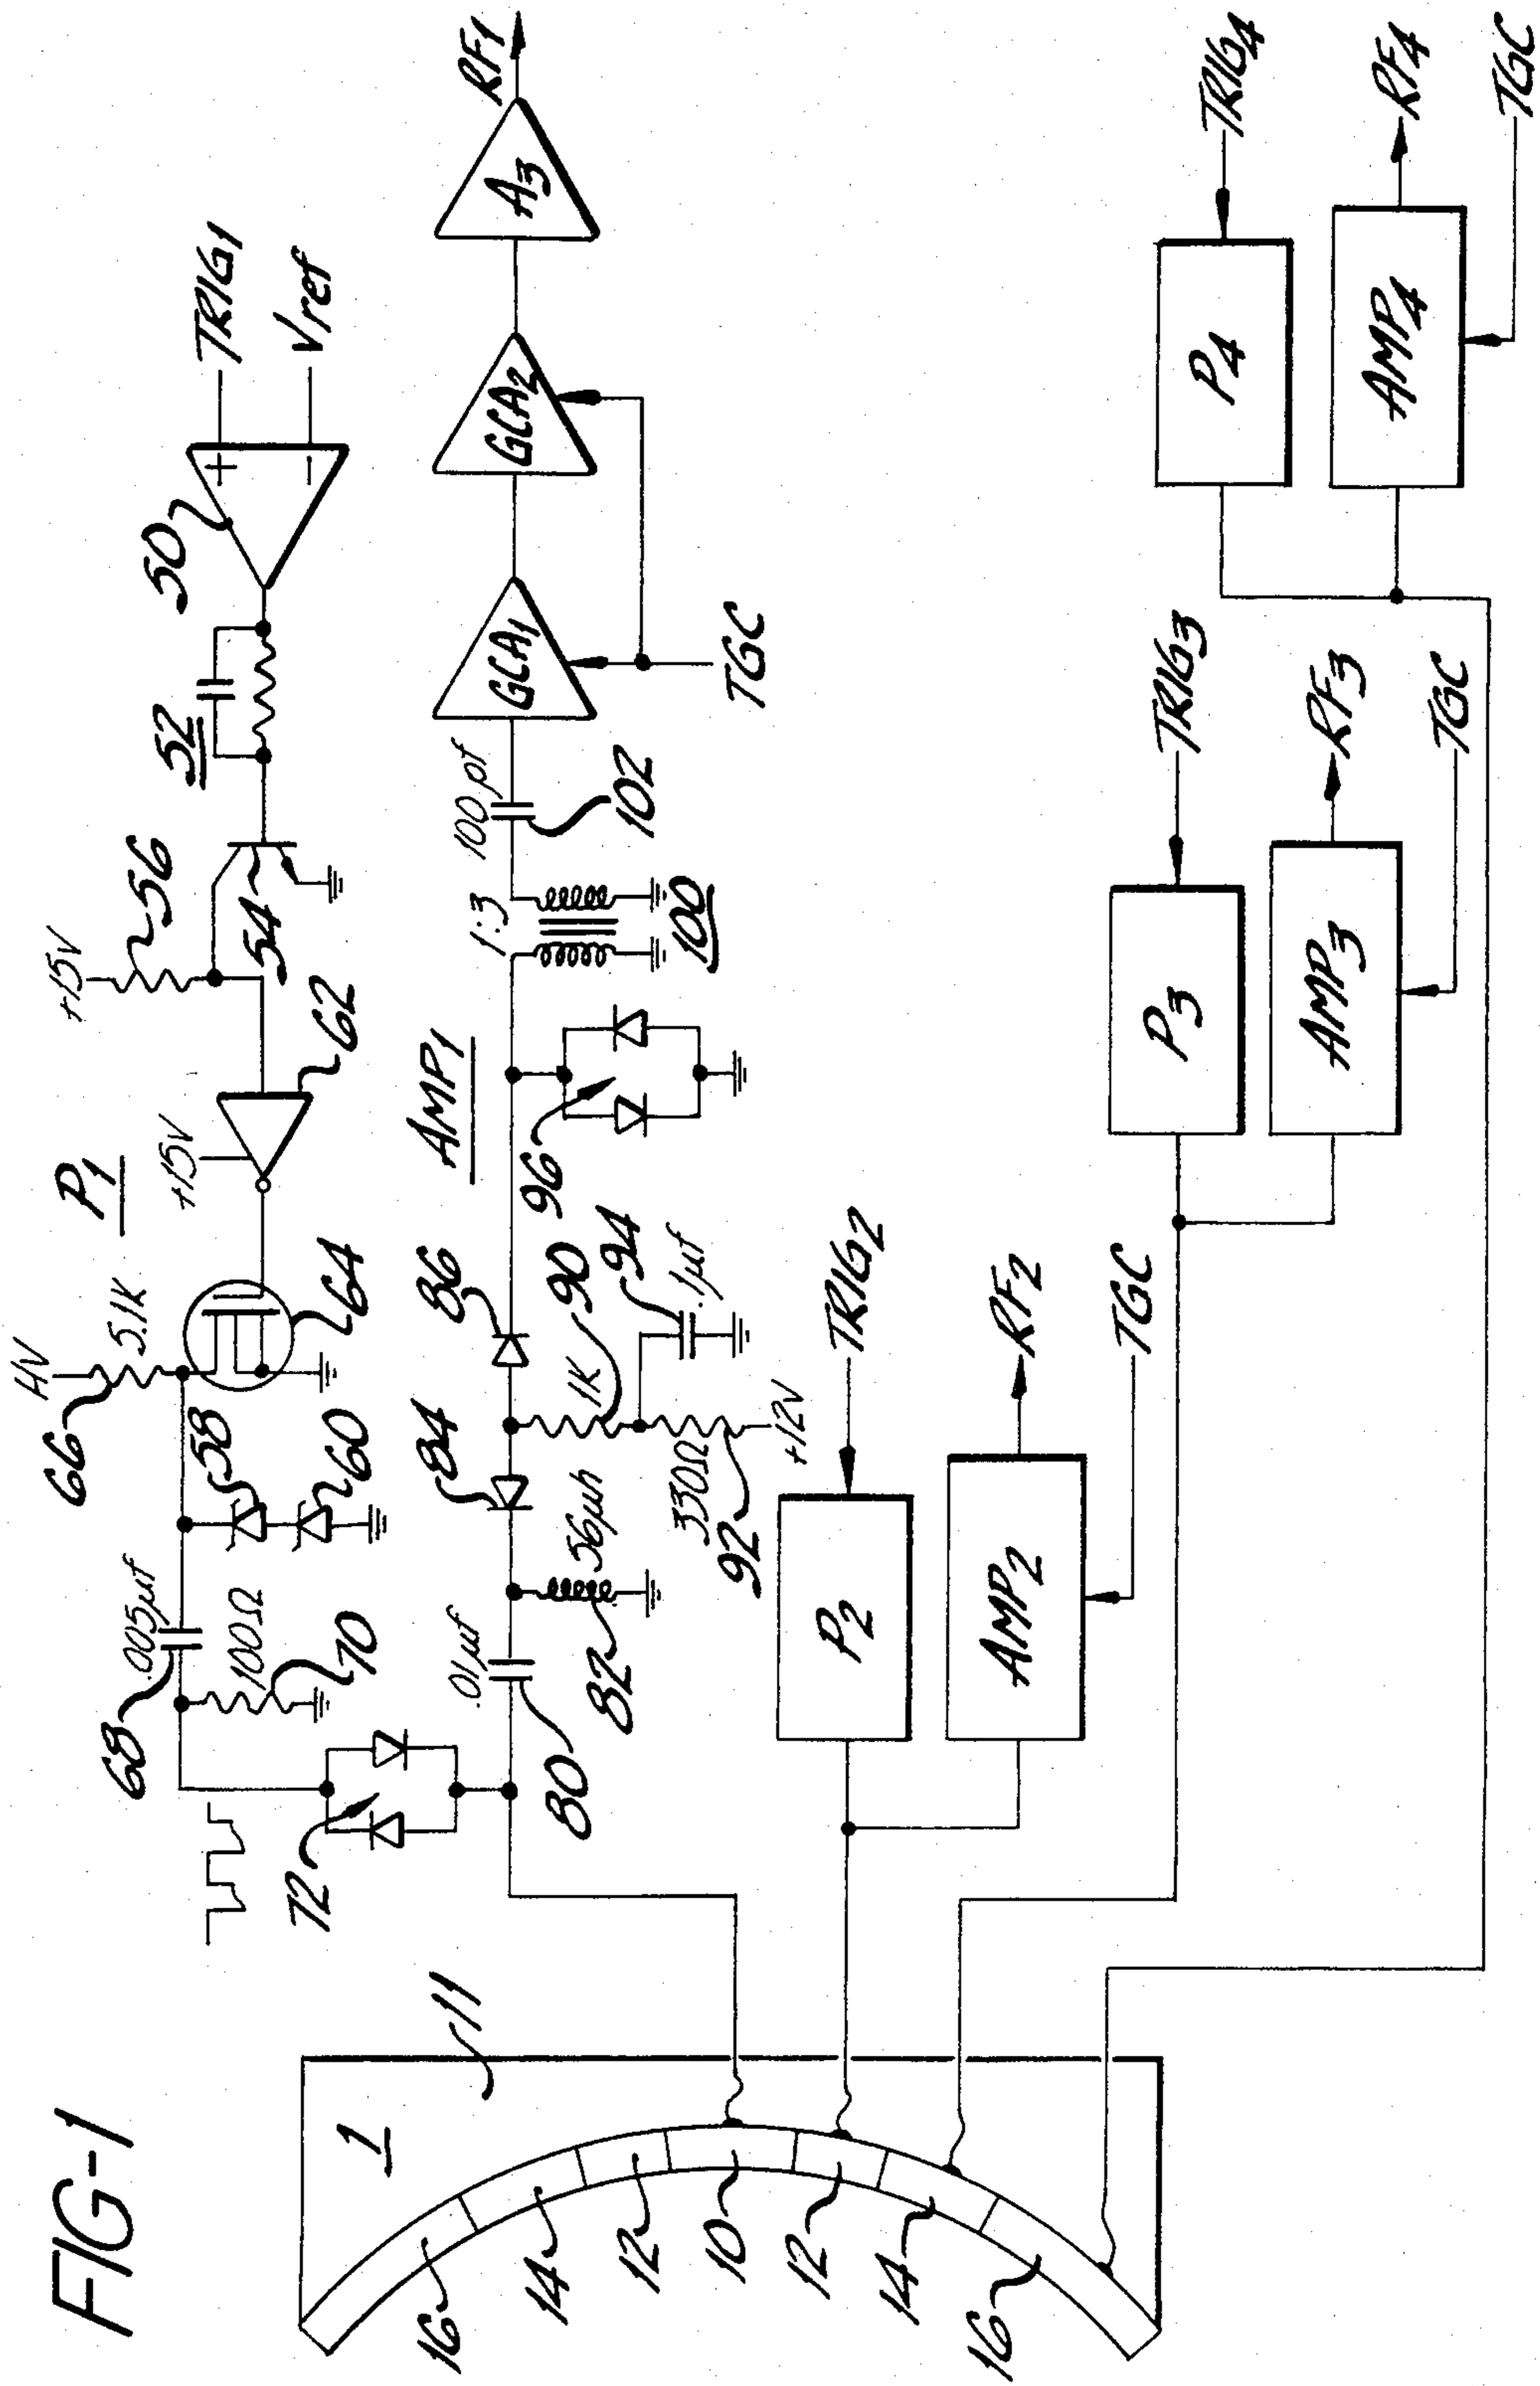 FIG-1
1
11
16
14
12
10
12
14
16
P1
HV
66
5.1K
64
58
60
68
.005µf
100Ω
70
72
+15V
62
+15V
56
54
52
50
+
-
TRIG1
Vref
AMP1
80
.01µf
82
56µh
84
86
1K
90
94
.1µf
330Ω
92
+12V
96
1:3
100
100pf
102
GCA1
GCA2
A3
RF1
TGC
P2
TRIG2
AMP2
RF2
TGC
P3
TRIG3
AMP3
RF3
TGC
P4
TRIG4
AMP4
RF4
TGC